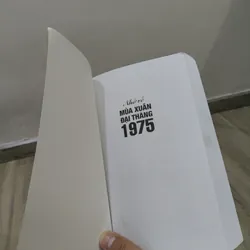 Nhớ về
MÙA XUÂN
ĐẠI THẮNG
1975